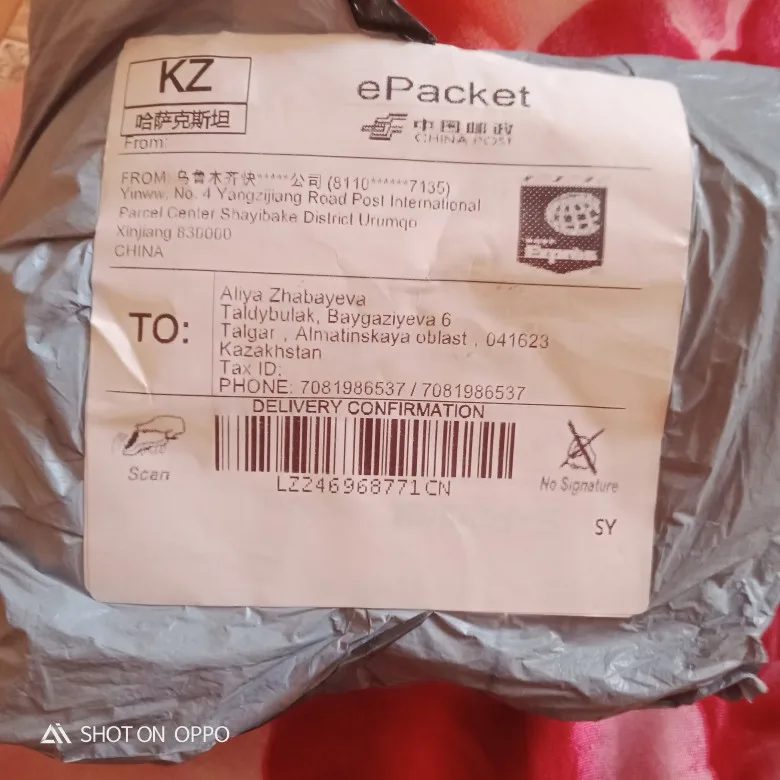 KZ
哈萨克斯坦
ePacket
中国邮政
CHINA POST
From:
FROM: 乌鲁木齐快*****公司 (8110******7135)
No. 4 Yangzijiang Road Post International
Parcel Center Shayibake District Urumqo
Xinjiang 830000
CHINA
TO:
Aliya Zhabayeva
Taldybulak, Baygaziyeva 6
Talgar , Almatinskaya oblast , 041623
Kazakhstan
Tax ID:
PHONE: 7081986537 / 7081986537
DELIVERY CONFIRMATION
Scan
LZ246968771CN
No Signature
SY
SHOT ON OPPO